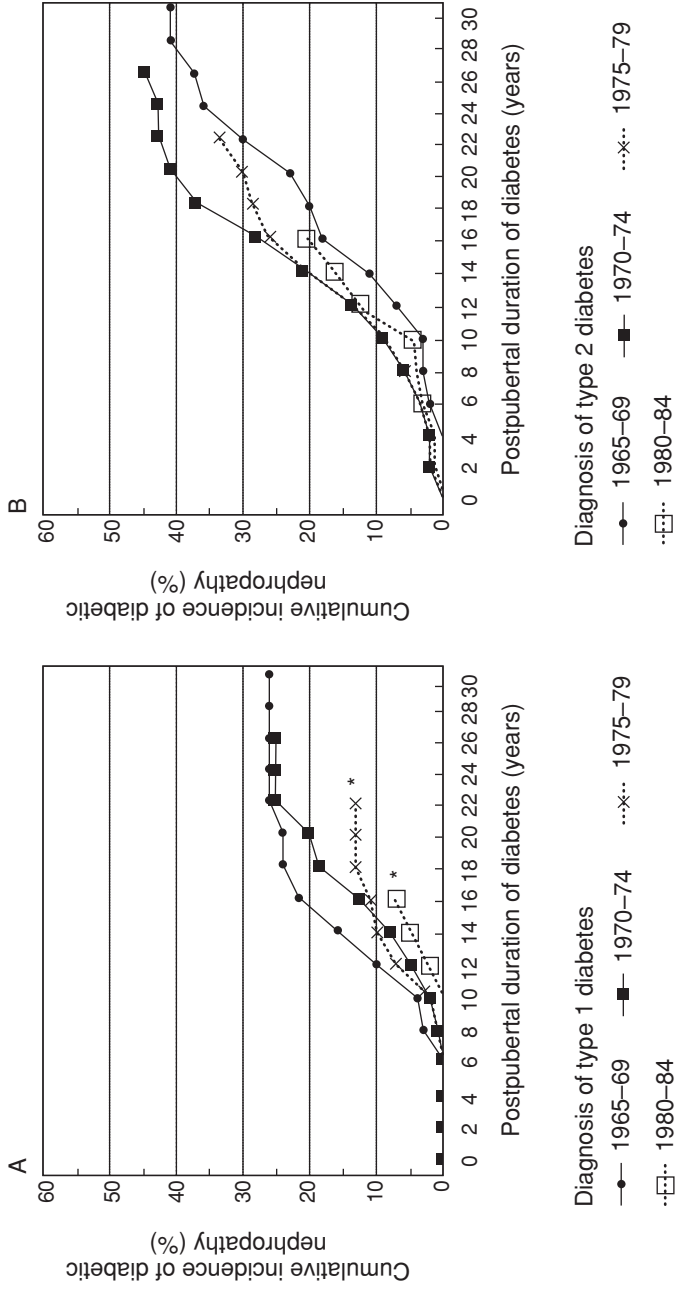 A
Cumulative incidence of diabetic
nephropathy (%)
60
50
40
30
20
10
0
0 2 4 6 8 10 12 14 16 18 20 22 24 26 28 30
*
*
Postpubertal duration of diabetes (years)
Diagnosis of type 1 diabetes
1965–69 1970–74 1975–79
1980–84
B
Cumulative incidence of diabetic
nephropathy (%)
60
50
40
30
20
10
0
0 2 4 6 8 10 12 14 16 18 20 22 24 26 28 30
Postpubertal duration of diabetes (years)
Diagnosis of type 2 diabetes
1965–69 1970–74 1975–79
1980–84